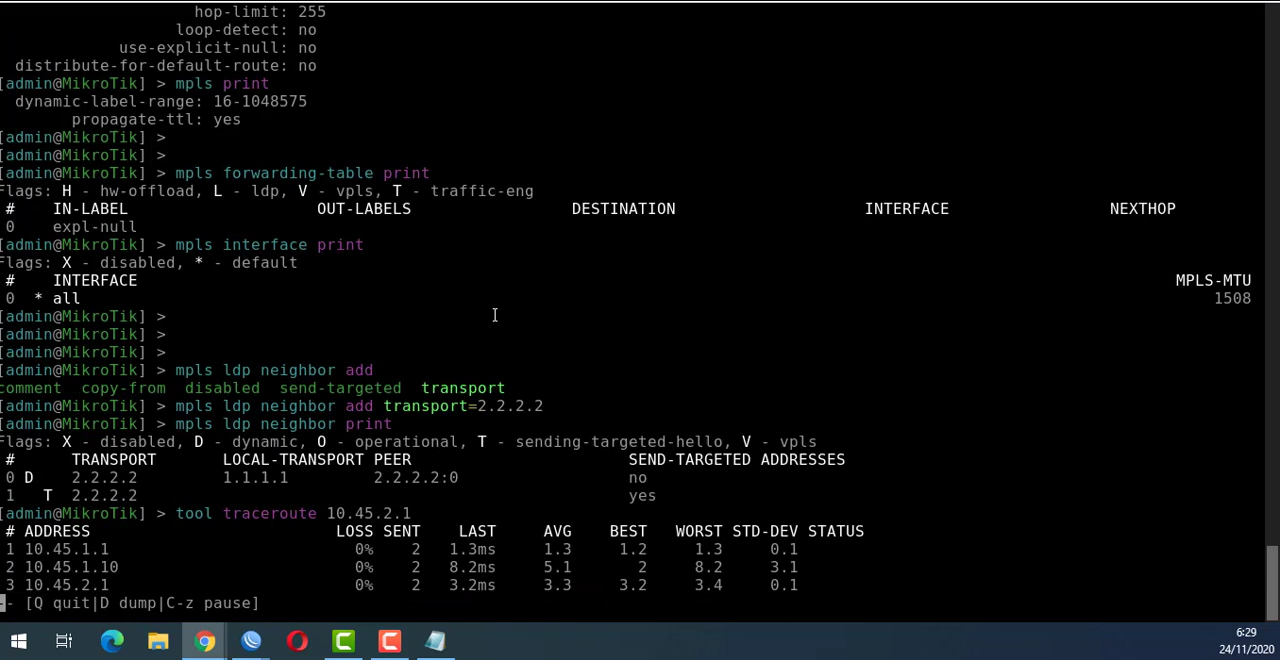 hop-limit: 255
loop-detect: no
use-explicit-null: no
distribute-for-default-route: no
[admin@MikroTik] > mpls print
dynamic-label-range: 16-1048575
propagate-ttl: yes
[admin@MikroTik] >
[admin@MikroTik] >
[admin@MikroTik] > mpls forwarding-table print
Flags: H - hw-offload, L - ldp, V - vpls, T - traffic-eng
# IN-LABEL OUT-LABELS DESTINATION INTERFACE NEXTHOP
0 expl-null
[admin@MikroTik] > mpls interface print
Flags: X - disabled, * - default
# INTERFACE MPLS-MTU
0 * all 1508
[admin@MikroTik] >
[admin@MikroTik] >
[admin@MikroTik] >
[admin@MikroTik] > mpls ldp neighbor add
comment copy-from disabled send-targeted transport
[admin@MikroTik] > mpls ldp neighbor add transport=2.2.2.2
[admin@MikroTik] > mpls ldp neighbor print
Flags: X - disabled, D - dynamic, O - operational, T - sending-targeted-hello, V - vpls
# TRANSPORT LOCAL-TRANSPORT PEER SEND-TARGETED ADDRESSES
0 D 2.2.2.2 1.1.1.1 2.2.2.2:0 no
1 T 2.2.2.2 yes
[admin@MikroTik] > tool traceroute 10.45.2.1
# ADDRESS LOSS SENT LAST AVG BEST WORST STD-DEV STATUS
1 10.45.1.1 0% 2 1.3ms 1.3 1.2 1.3 0.1
2 10.45.1.10 0% 2 8.2ms 5.1 2 8.2 3.1
3 10.45.2.1 0% 2 3.2ms 3.3 3.2 3.4 0.1
-- [Q quit|D dump|C-z pause]
6:29
24/11/2020